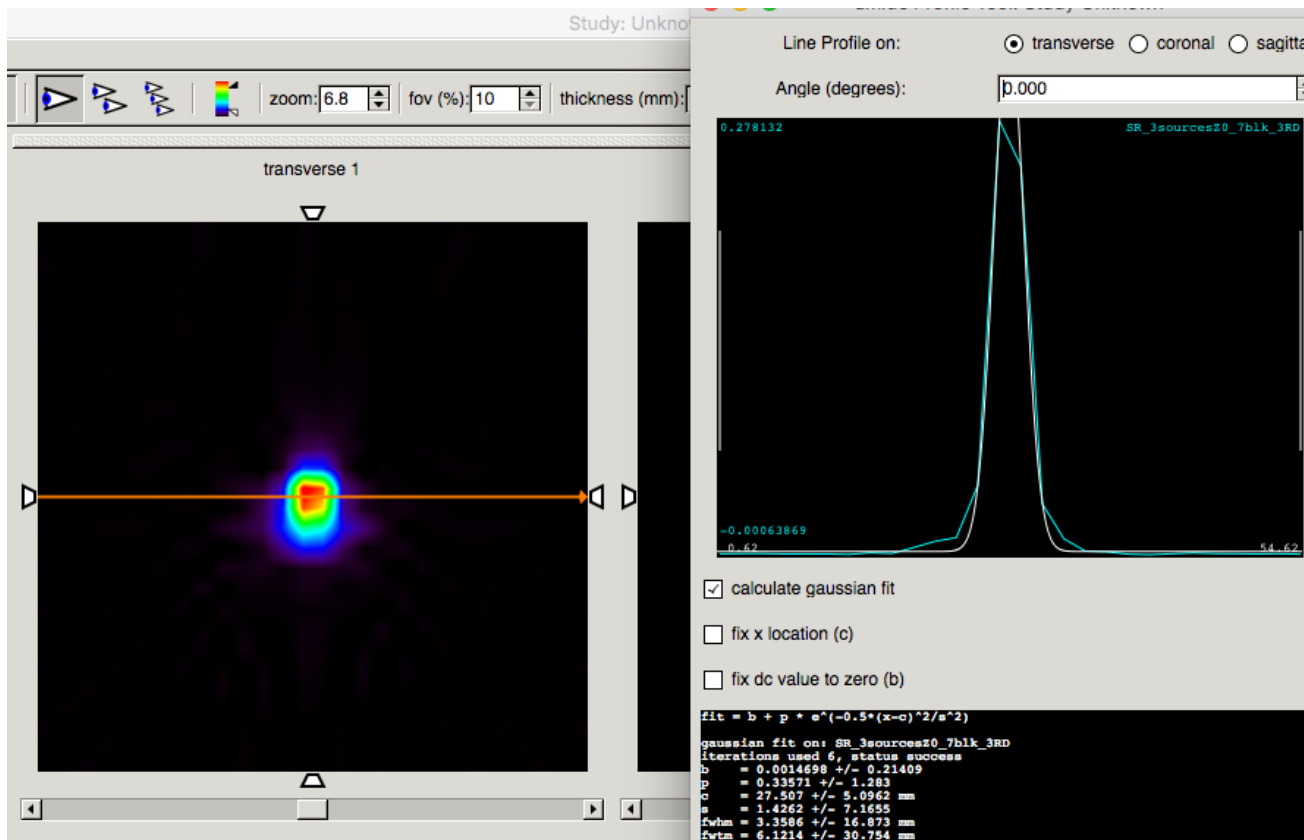 Study: Unkno
Line Profile on:
transverse
coronal
sagitta
zoom: 6.8
fov (%): 10
thickness (mm):
Angle (degrees):
0.000
transverse 1
0.278132
SR_3sourcesZ0_7blk_3RD
-0.00063869
0.62
54.62
calculate gaussian fit
fix x location (c)
fix dc value to zero (b)
fit = b + p * e^(-0.5*(x-c)^2/s^2)
gaussian fit on: SR_3sourcesZ0_7blk_3RD
iterations used 6, status success
b = 0.0014698 +/- 0.21409
p = 0.33571 +/- 1.283
c = 27.507 +/- 5.0962 mm
s = 1.4262 +/- 7.1655
fwhm = 3.3586 +/- 16.873 mm
fwtm = 6.1214 +/- 30.754 mm